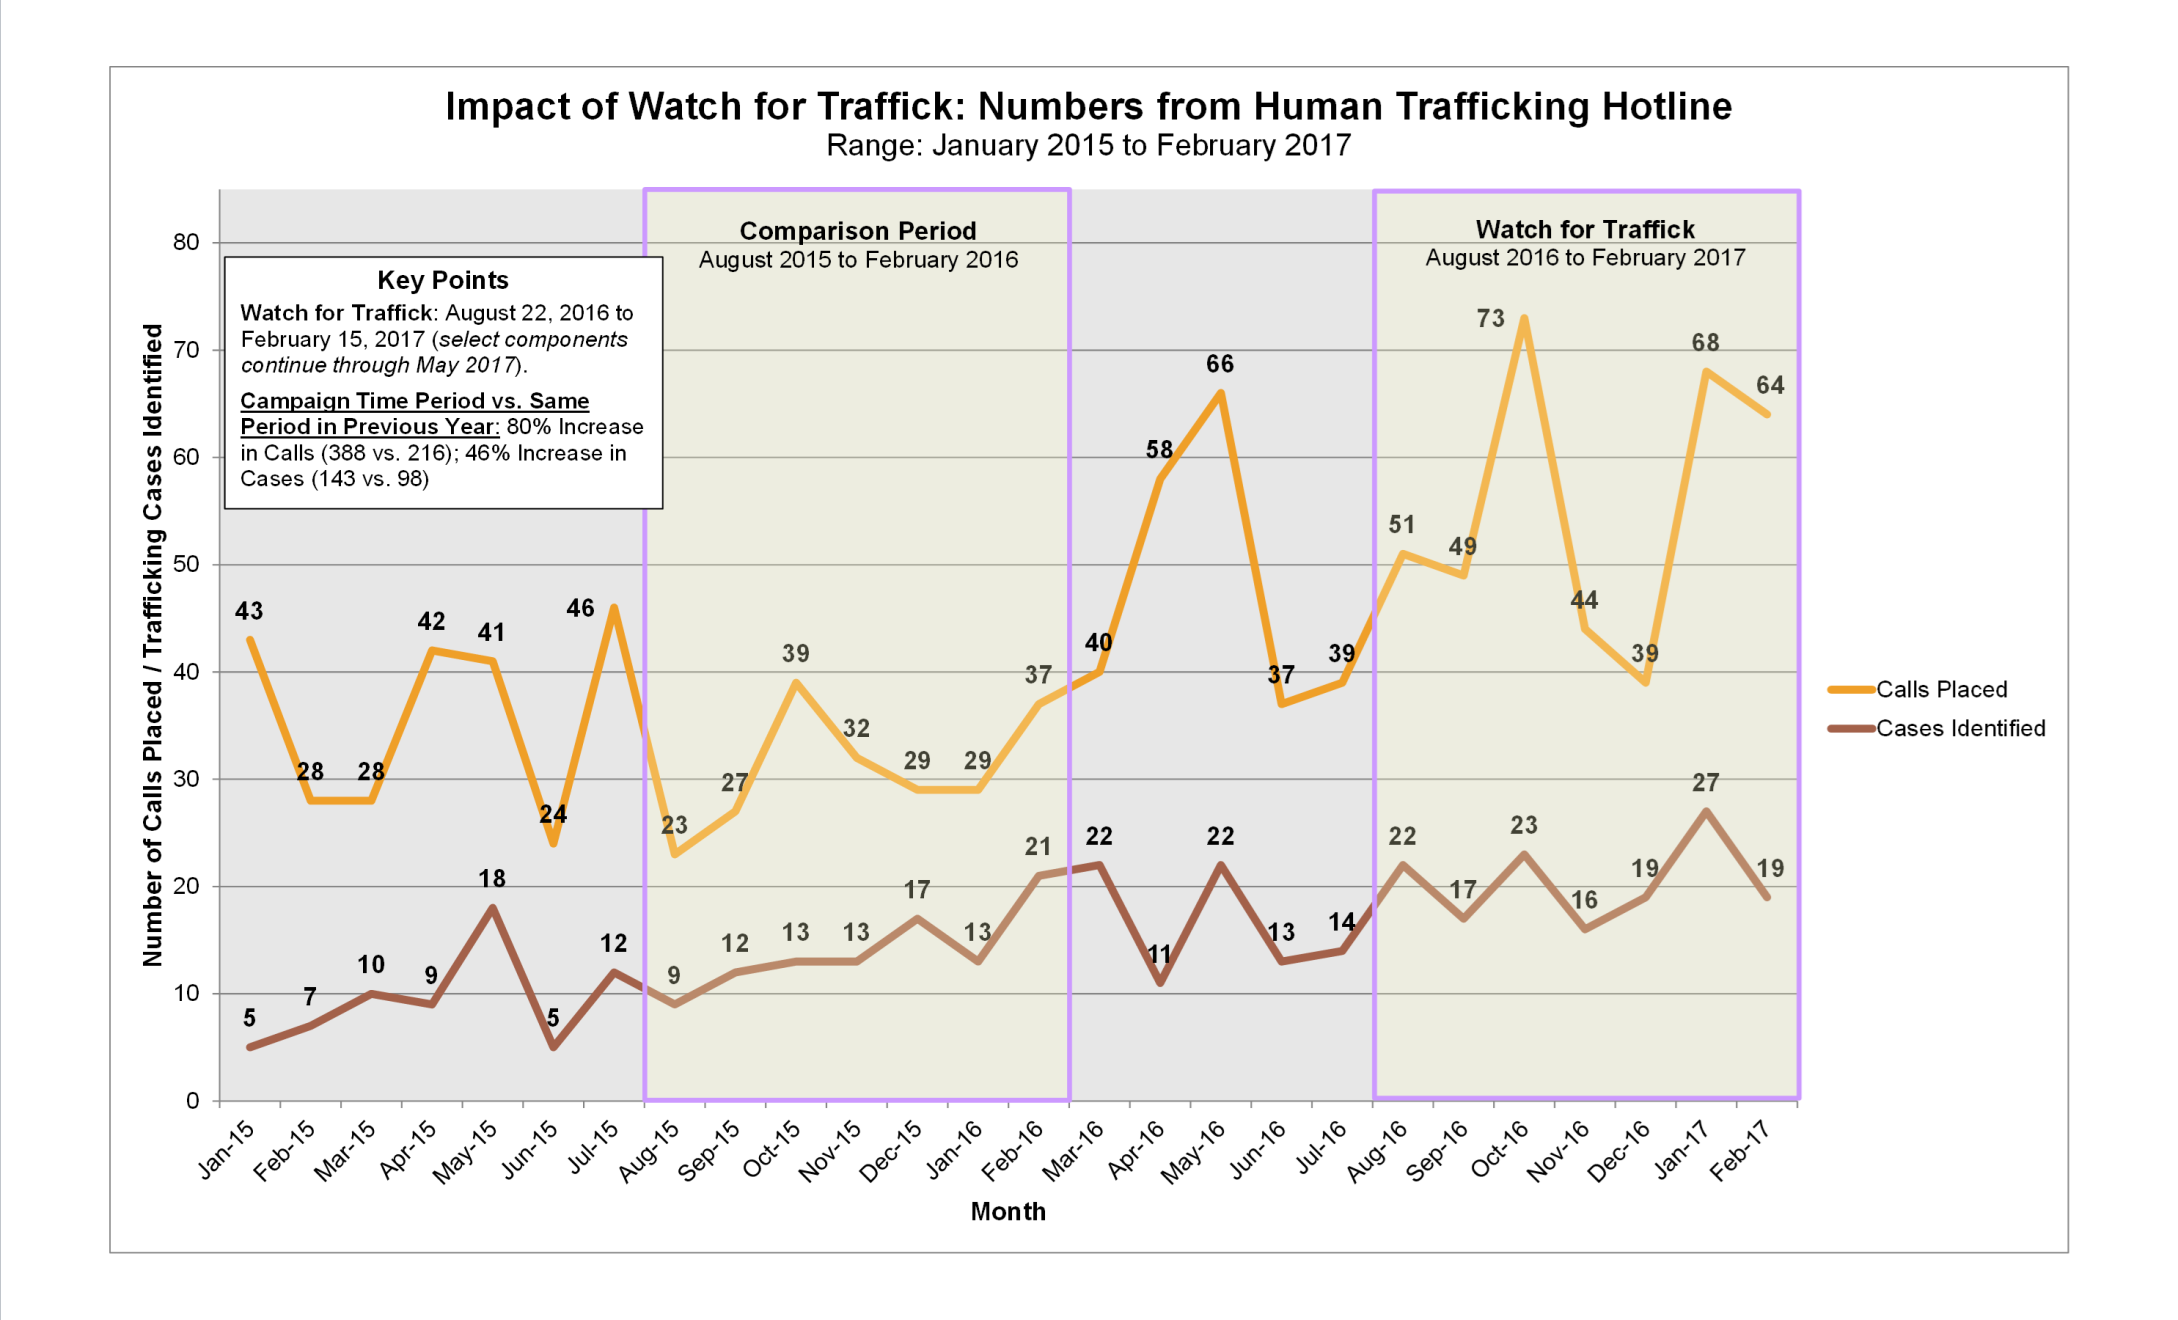 Impact of Watch for Traffick: Numbers from Human Trafficking Hotline
Range: January 2015 to February 2017
Comparison Period
August 2015 to February 2016
Watch for Traffick
August 2016 to February 2017
Key Points
Watch for Traffick: August 22, 2016 to
February 15, 2017 (select components
continue through May 2017).
Campaign Time Period vs. Same
Period in Previous Year: 80% Increase
in Calls (388 vs. 216); 46% Increase in
Cases (143 vs. 98)
Number of Calls Placed / Trafficking Cases Identified
80
70
60
50
40
30
20
10
0
43
28
28
42
41
24
46
23
27
39
32
29
29
37
40
58
66
37
39
51
49
73
44
39
68
64
5
7
10
9
18
5
12
9
12
13
13
17
13
21
22
11
22
13
14
22
17
23
16
19
27
19
Calls Placed
Cases Identified
Jan-15
Feb-15
Mar-15
Apr-15
May-15
Jun-15
Jul-15
Aug-15
Sep-15
Oct-15
Nov-15
Dec-15
Jan-16
Feb-16
Mar-16
Apr-16
May-16
Jun-16
Jul-16
Aug-16
Sep-16
Oct-16
Nov-16
Dec-16
Jan-17
Feb-17
Month